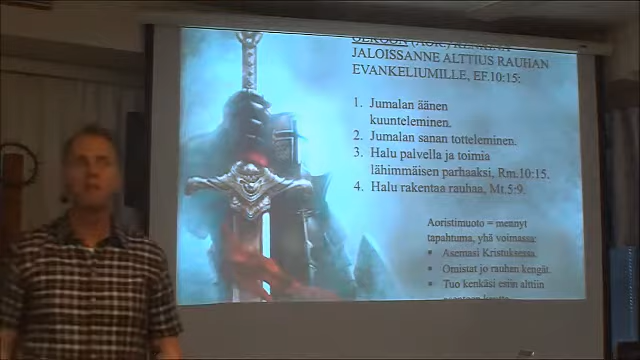 JALOISSANNE ALTTIUS RAUHAN
EVANKELIUMILLE, EF.10:15:
1. Jumalan äänen
kuunteleminen.
2. Jumalan sanan totteleminen.
3. Halu palvella ja toimia
lähimmäisen parhaaksi, Rm.10:15.
4. Halu rakentaa rauhaa, Mt.5:9.
Aoristimuoto = mennyt
tapahtuma, yhä voimassa:
Asemasi Kristuksessa.
Omistat jo rauhan kengät.
Tuo kenkäsi esiin alttiin